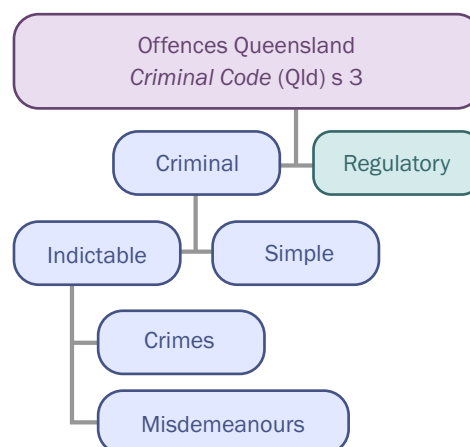 Offences Queensland
Criminal Code (Qld) s 3
Criminal
Regulatory
Indictable
Simple
Crimes
Misdemeanours